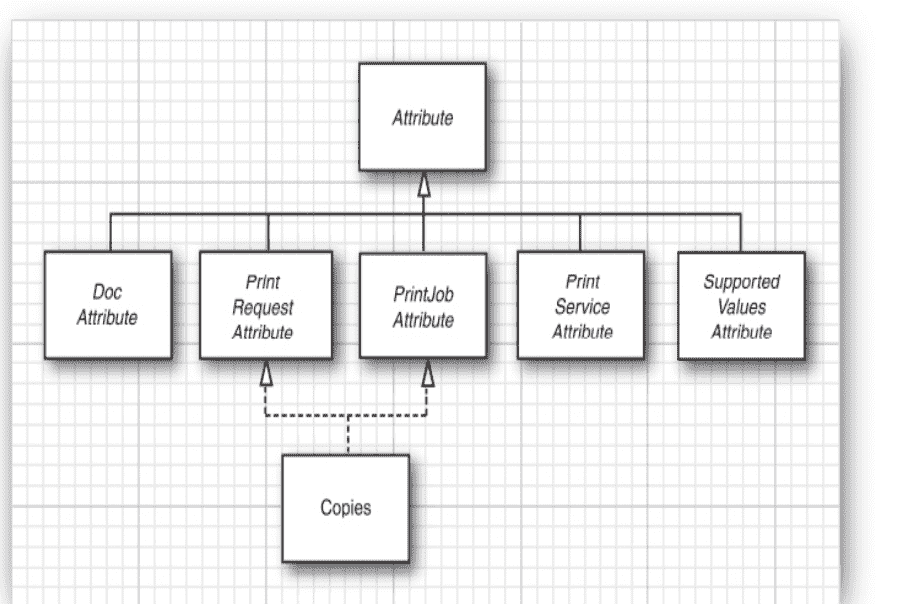 Attribute
Doc
Attribute
Print
Request
Attribute
PrintJob
Attribute
Print
Service
Attribute
Supported
Values
Attribute
Copies